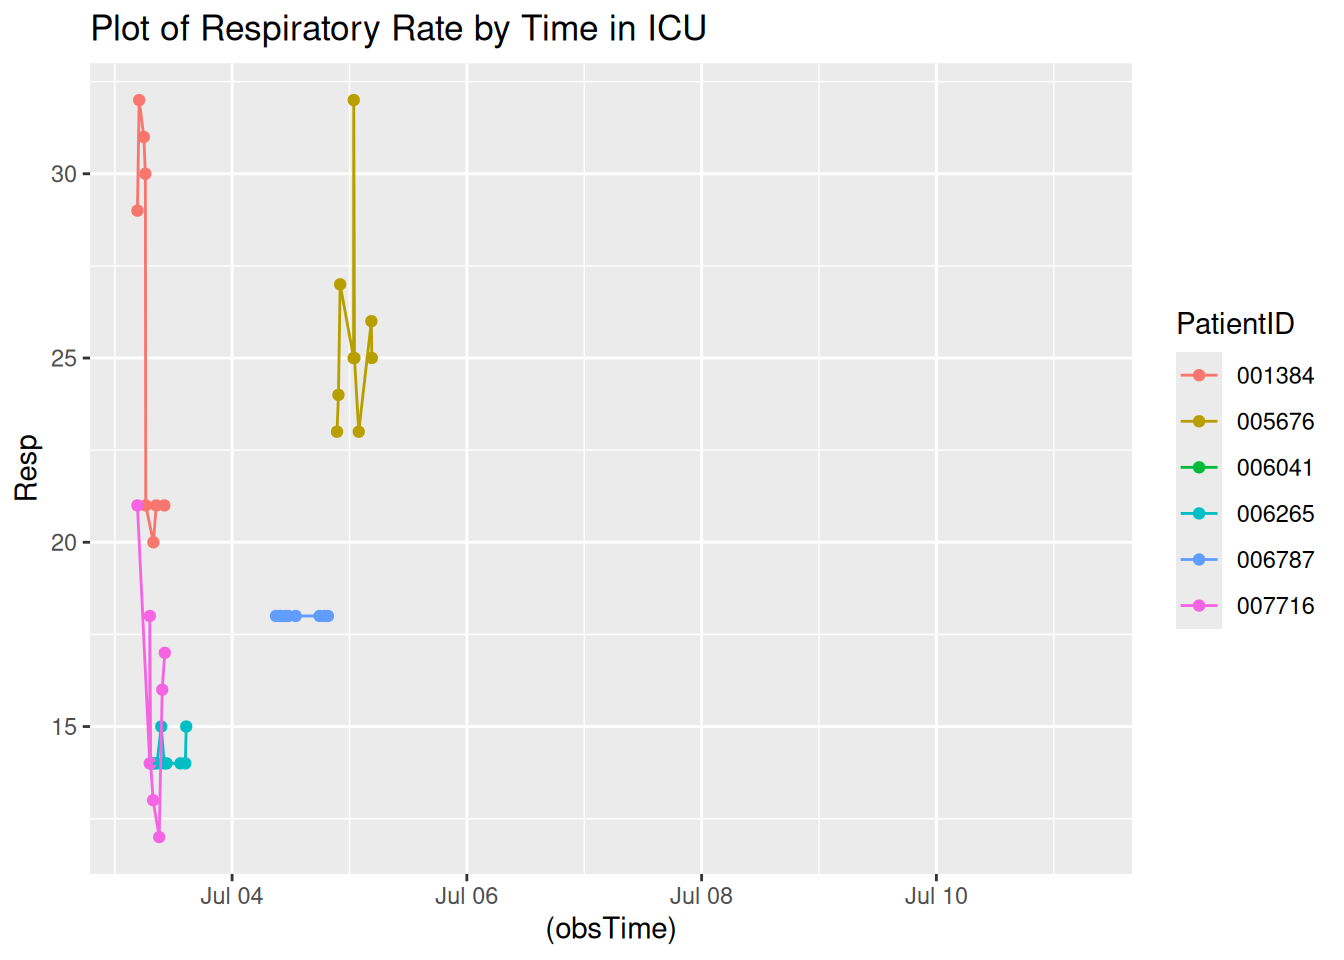 Plot of Respiratory Rate by Time in ICU
30
25
20
15
Resp
Jul 04
Jul 06
Jul 08
Jul 10
(obsTime)
PatientID
001384
005676
006041
006265
006787
007716